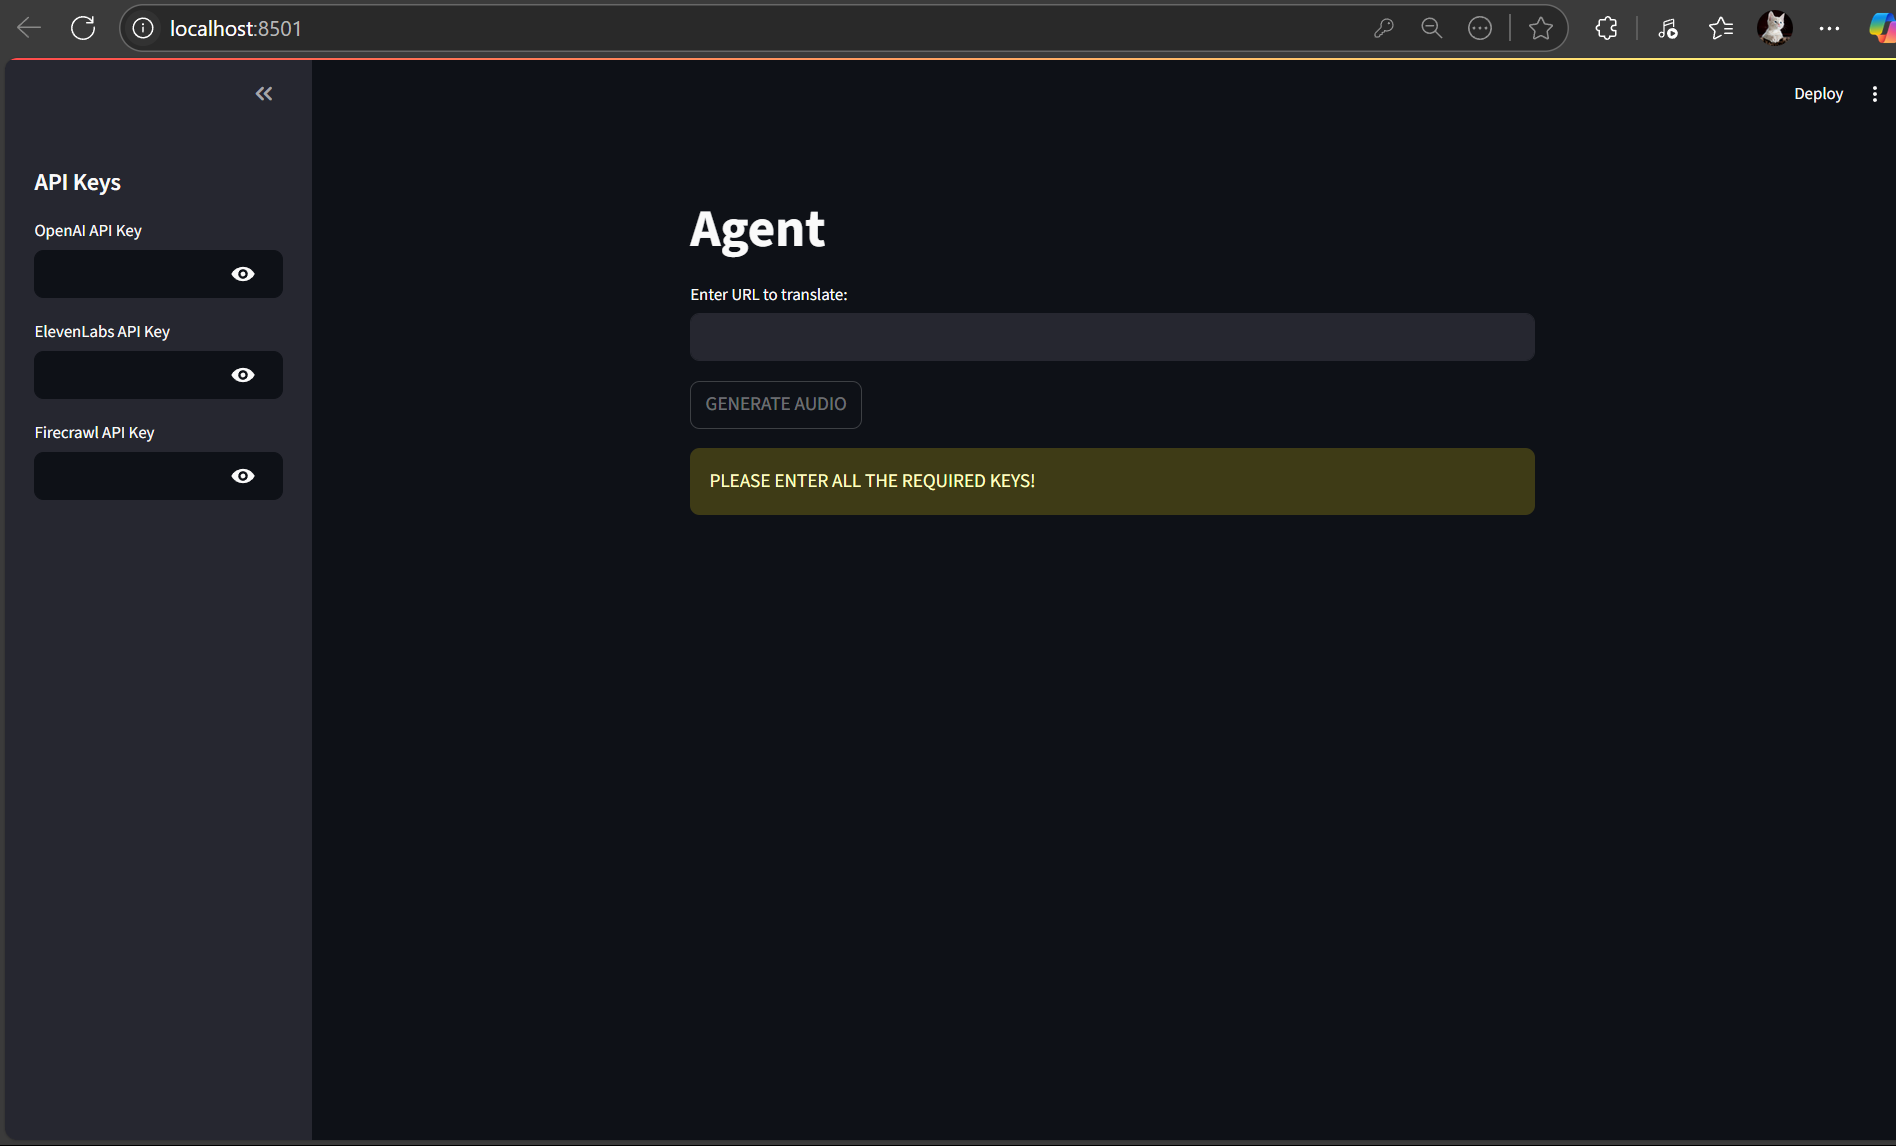 localhost:8501
Deploy
API Keys
OpenAI API Key
ElevenLabs API Key
Firecrawl API Key
Agent
Enter URL to translate:
GENERATE AUDIO
PLEASE ENTER ALL THE REQUIRED KEYS!